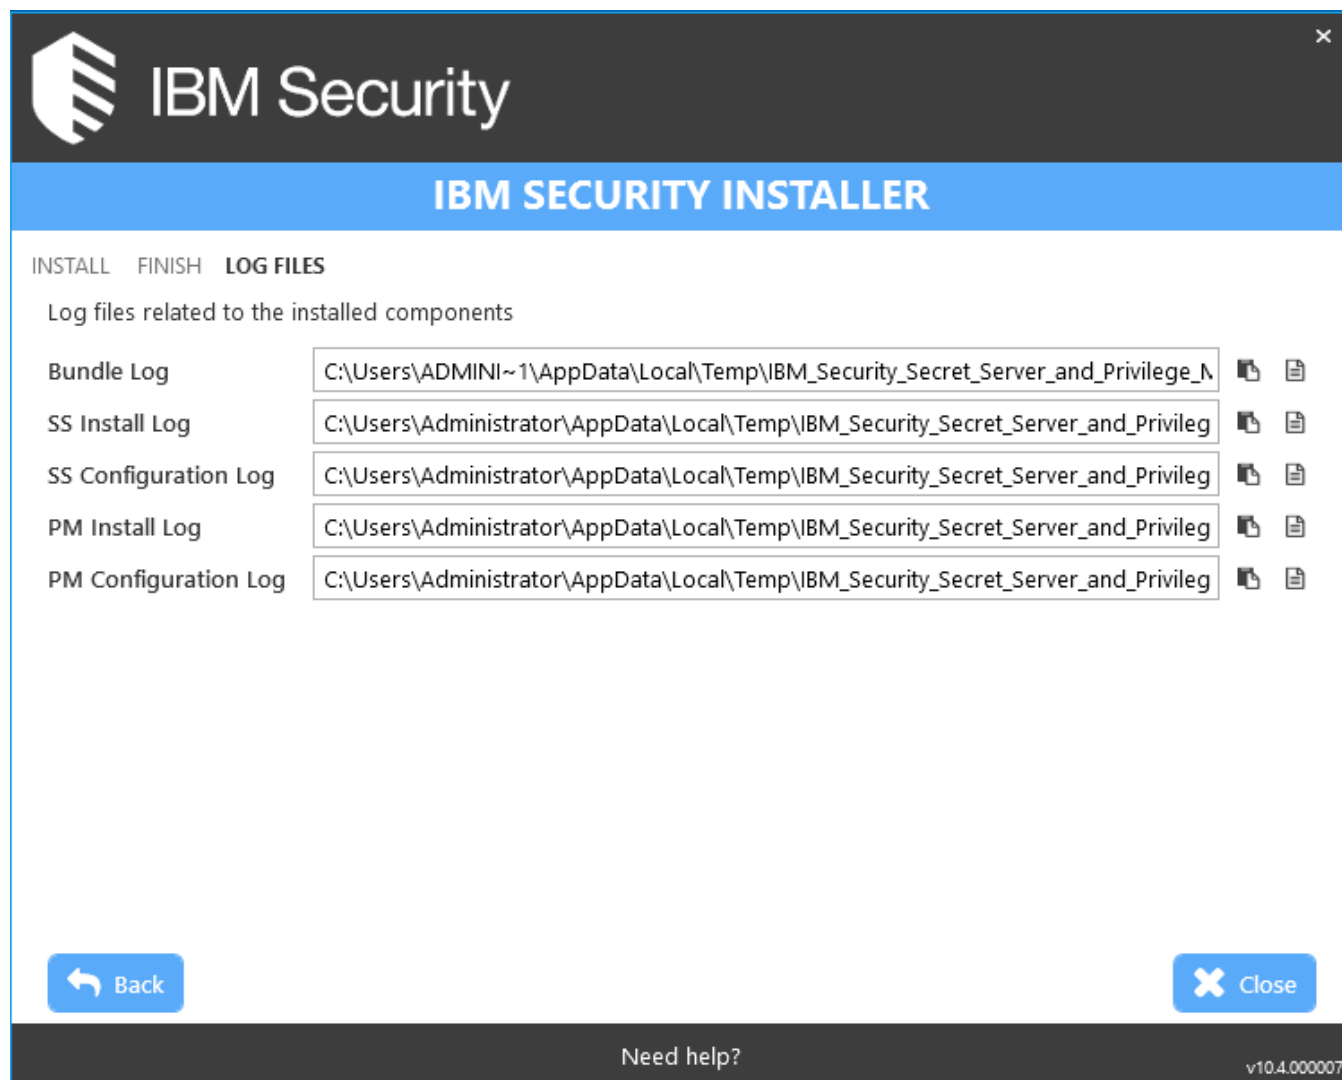 IBM Security
IBM SECURITY INSTALLER
INSTALL FINISH LOG FILES
Log files related to the installed components
Bundle Log C:\Users\ADMINI~1\AppData\Local\Temp\IBM_Security_Secret_Server_and_Privilege_M
SS Install Log C:\Users\Administrator\AppData\Local\Temp\IBM_Security_Secret_Server_and_Privileg
SS Configuration Log C:\Users\Administrator\AppData\Local\Temp\IBM_Security_Secret_Server_and_Privileg
PM Install Log C:\Users\Administrator\AppData\Local\Temp\IBM_Security_Secret_Server_and_Privileg
PM Configuration Log C:\Users\Administrator\AppData\Local\Temp\IBM_Security_Secret_Server_and_Privileg
Back Close
Need help?
v10.4.000007